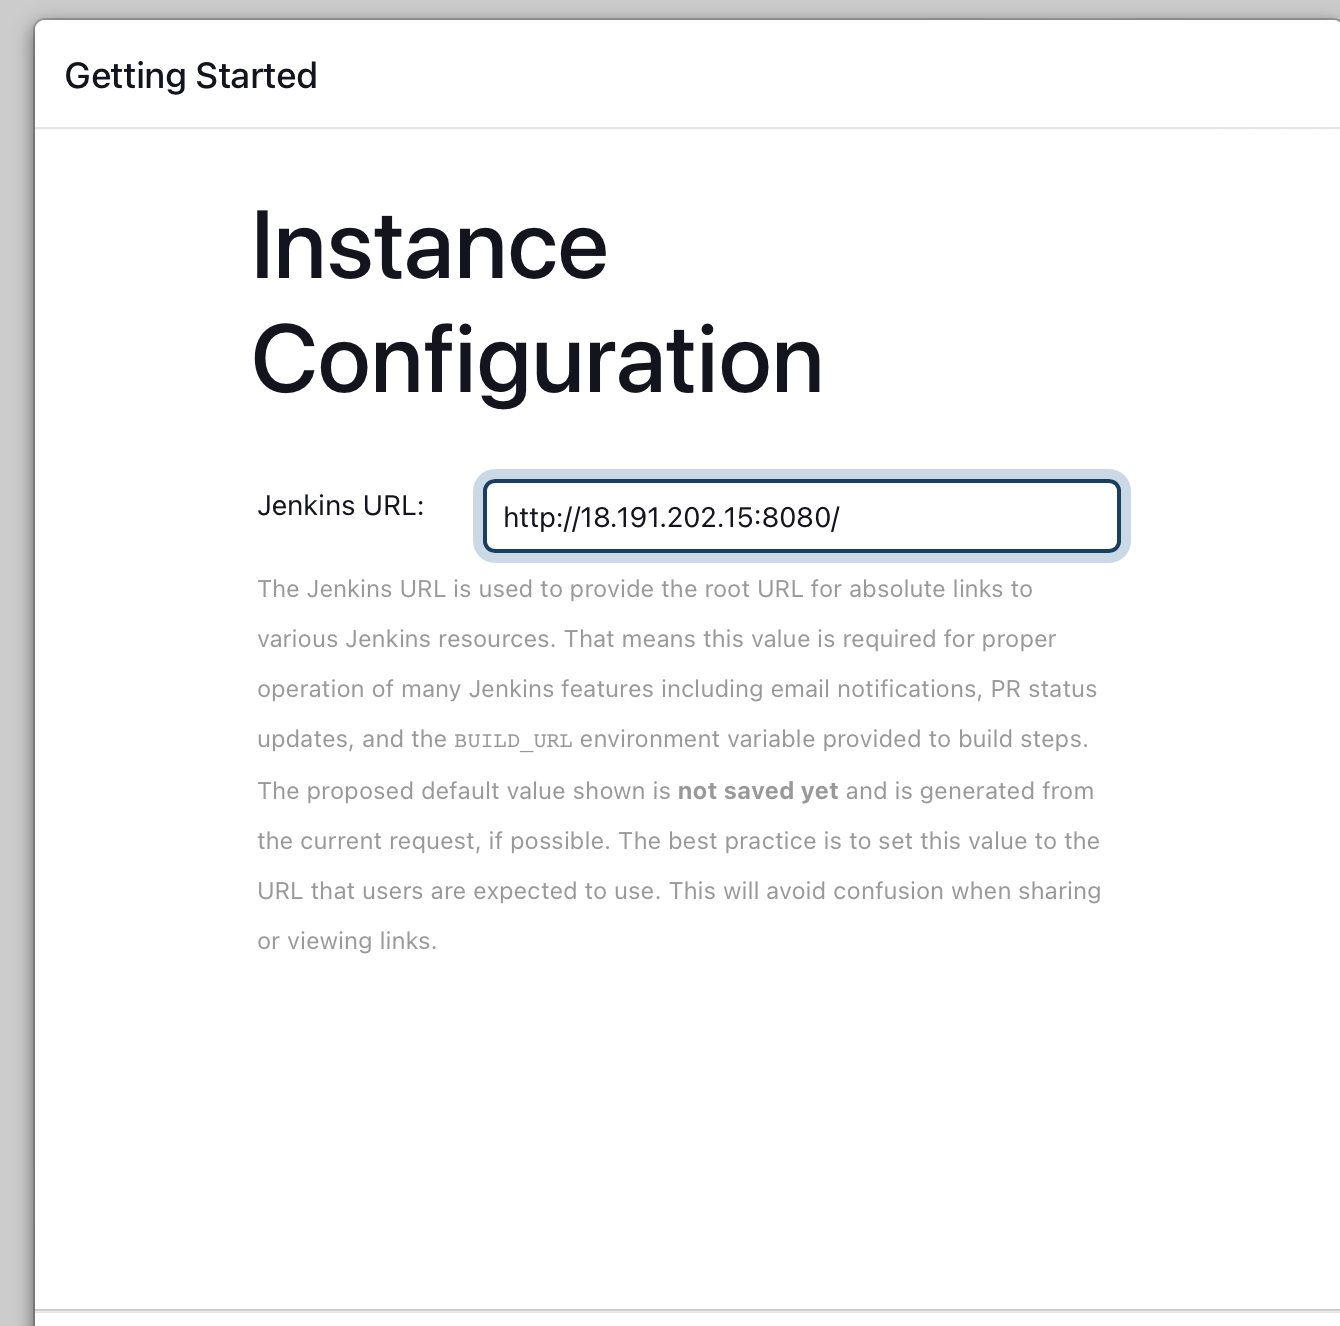 Getting Started
Instance
Configuration
Jenkins URL:
http://18.191.202.15:8080/
The Jenkins URL is used to provide the root URL for absolute links to
various Jenkins resources. That means this value is required for proper
operation of many Jenkins features including email notifications, PR status
updates, and the BUILD_URL environment variable provided to build steps.
The proposed default value shown is not saved yet and is generated from
the current request, if possible. The best practice is to set this value to the
URL that users are expected to use. This will avoid confusion when sharing
or viewing links.